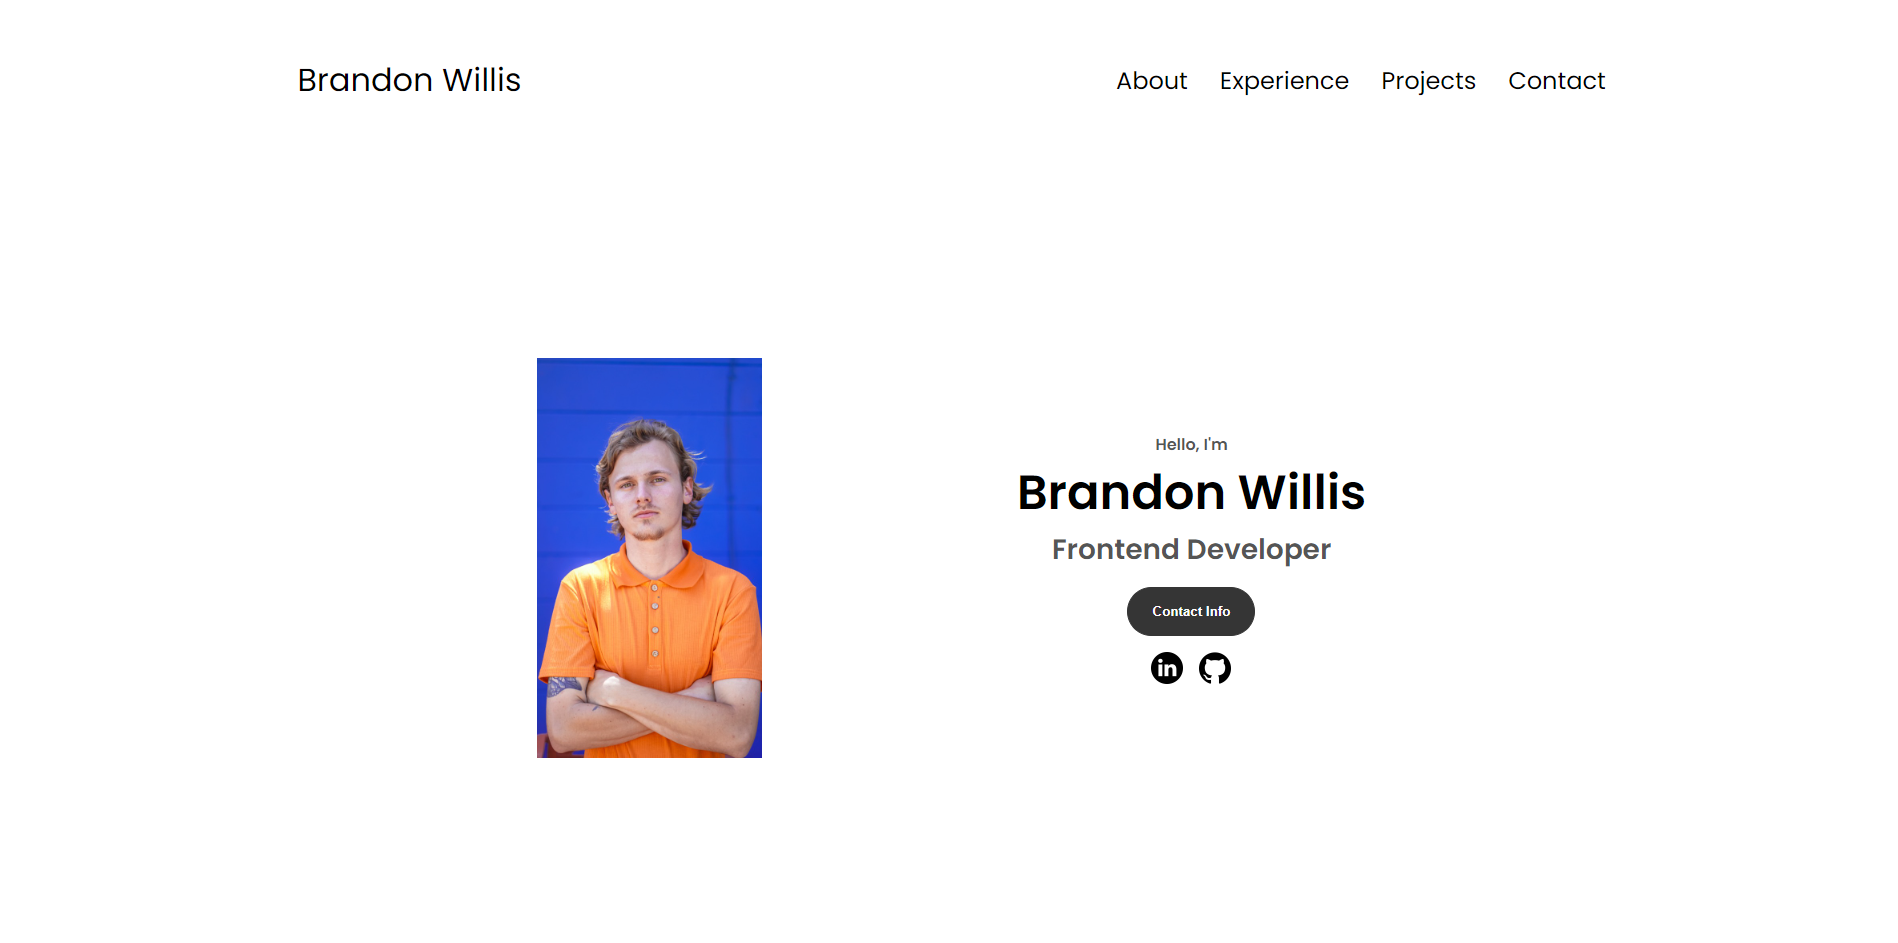 Brandon Willis
About Experience Projects Contact
Hello, I'm
Brandon Willis
Frontend Developer
Contact Info
in